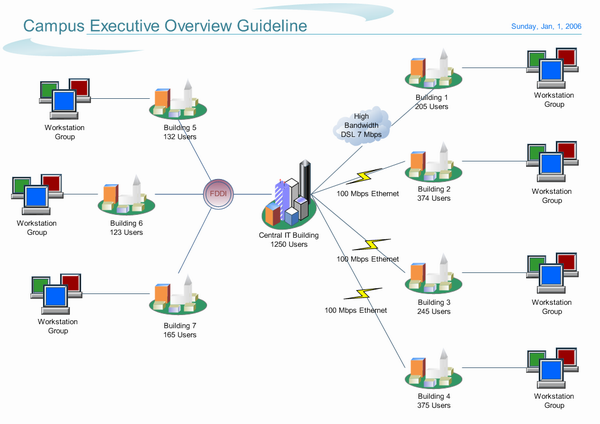 Campus Executive Overview Guideline
Sunday, Jan, 1, 2006
Building 1
205 Users
Workstation
Group
High
Bandwidth
DSL 7 Mbps
Workstation
Group
Building 5
132 Users
Building 2
374 Users
Workstation
Group
100 Mbps Ethernet
FDDI
Workstation
Group
Building 6
123 Users
Central IT Building
1250 Users
100 Mbps Ethernet
Building 3
245 Users
Workstation
Group
100 Mbps Ethernet
Workstation
Group
Building 7
165 Users
Building 4
375 Users
Workstation
Group